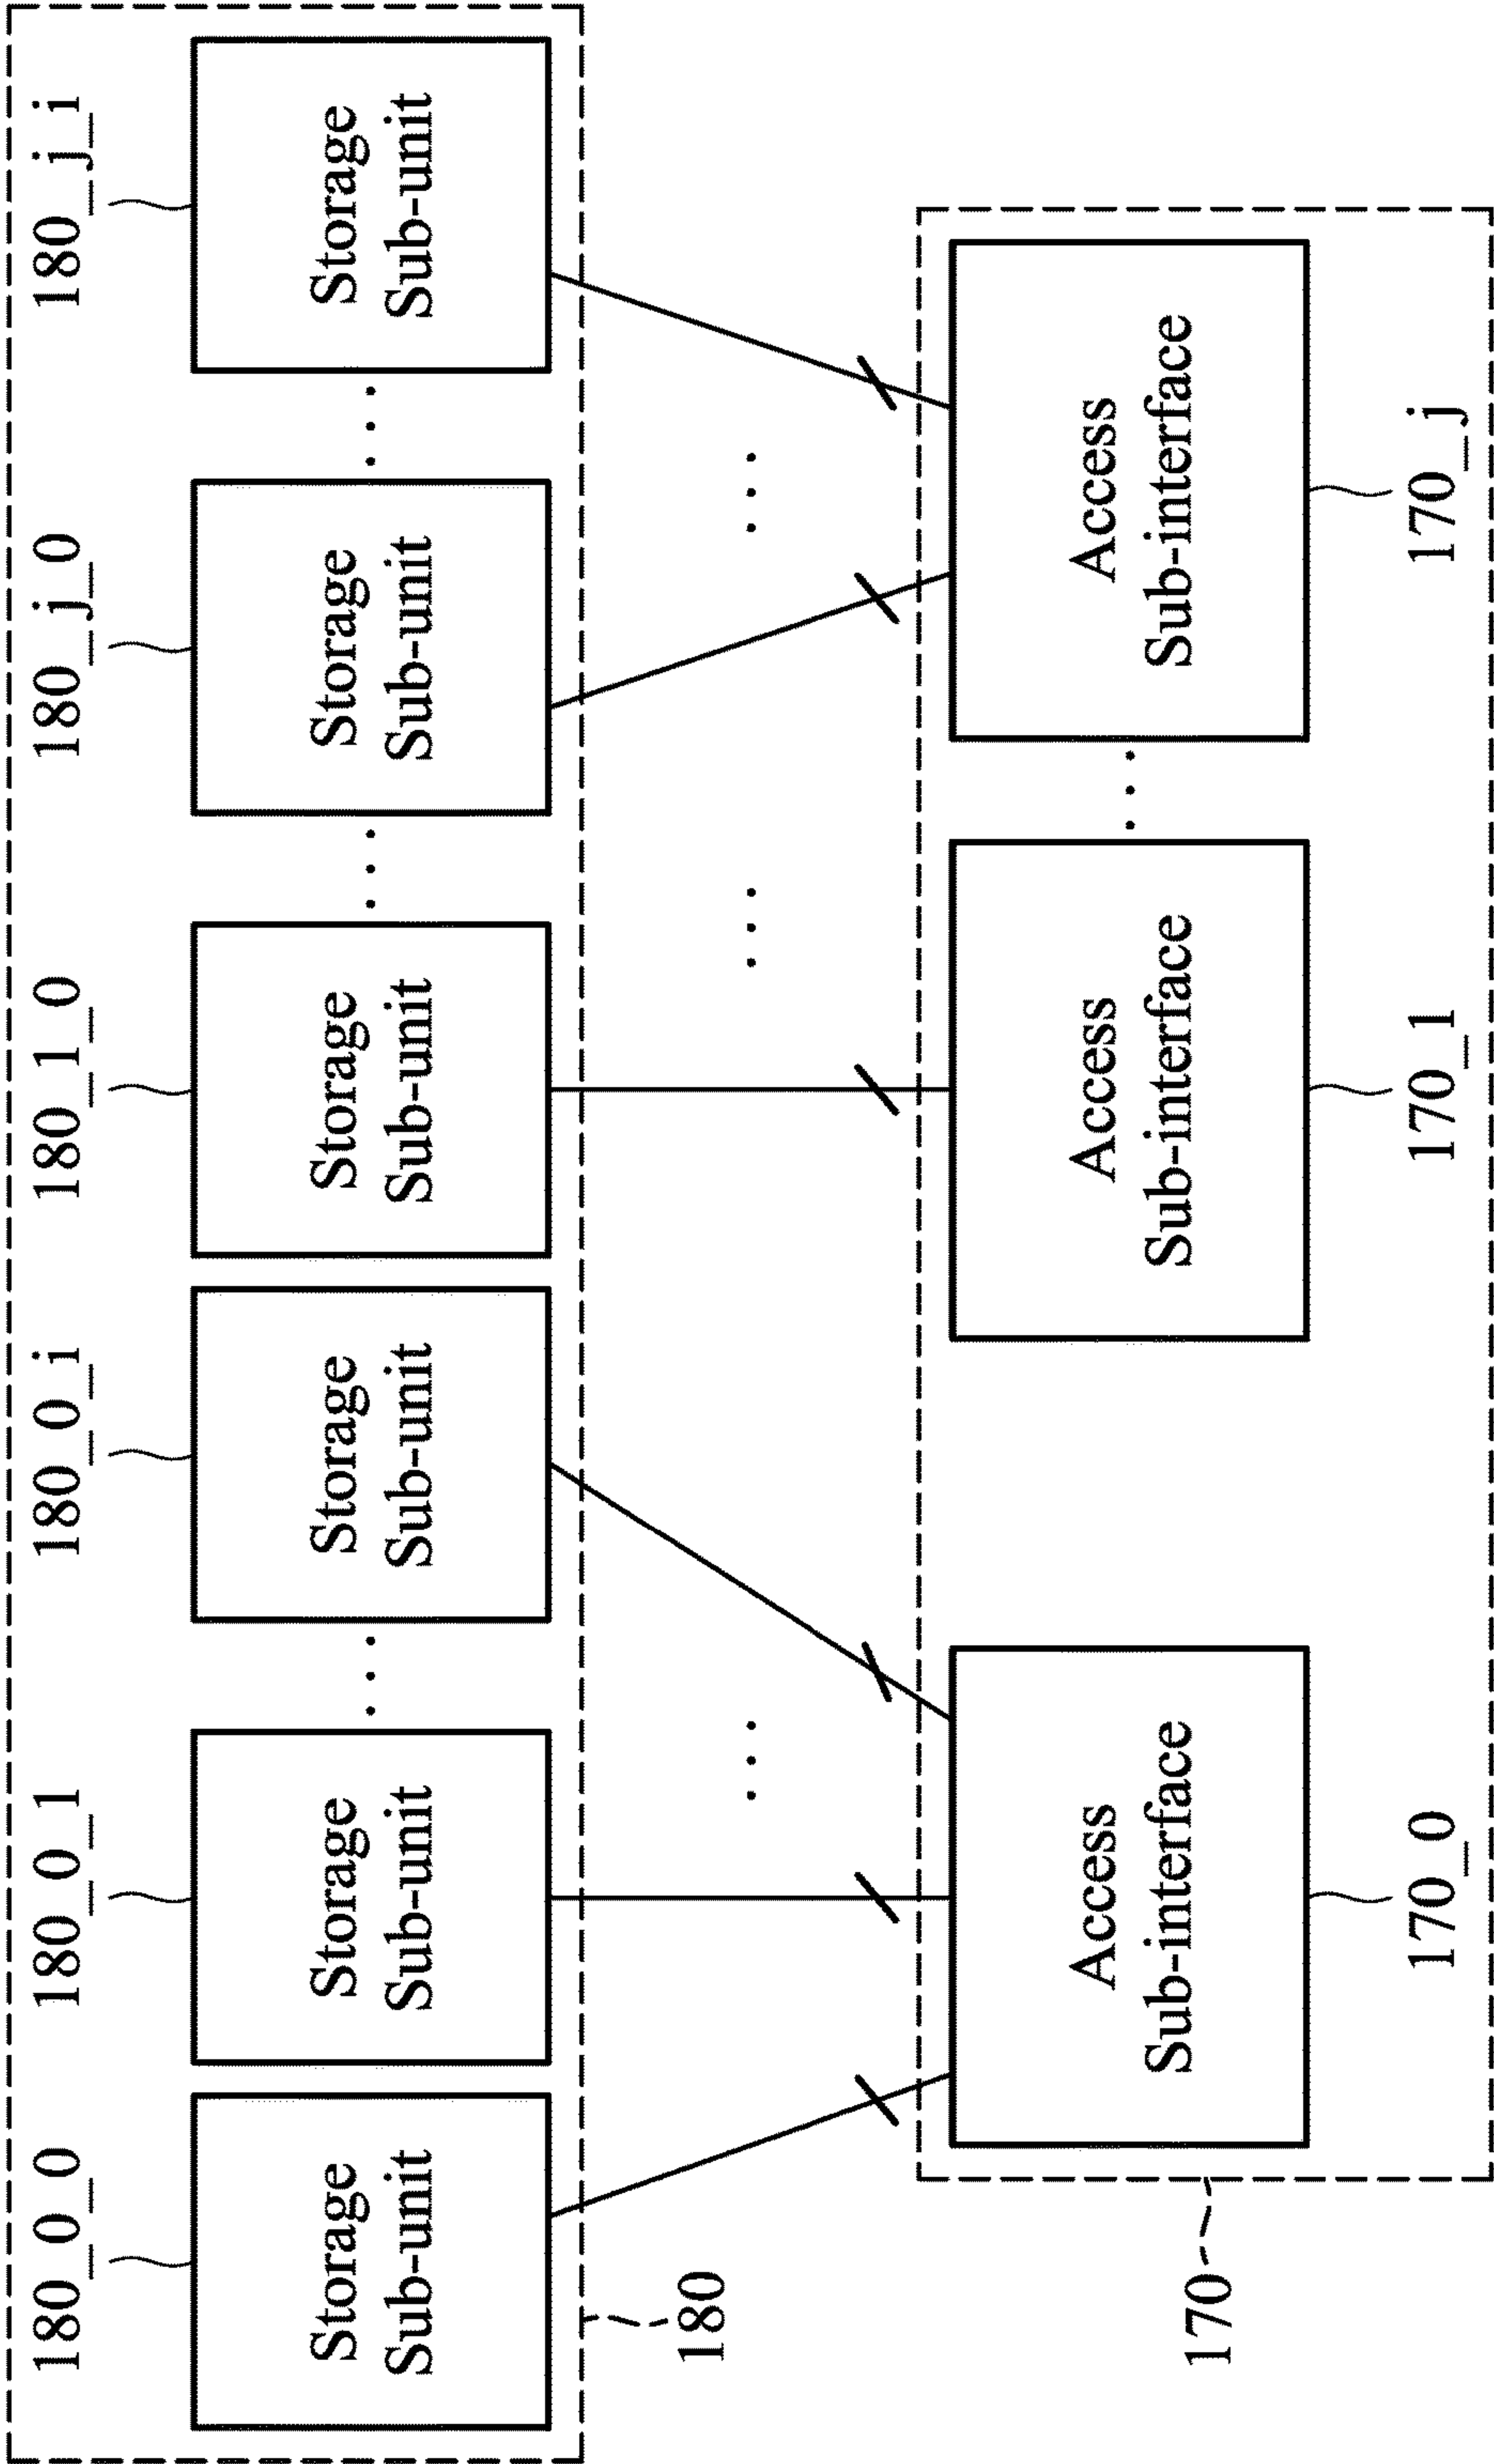 180_0_0
180_0_1
180_0_i
180_1_0
180_j_0
180_j_i
Storage
Sub-unit
Storage
Sub-unit
Storage
Sub-unit
Storage
Sub-unit
Storage
Sub-unit
Storage
Sub-unit
180
Access
Sub-interface
Access
Sub-interface
Access
Sub-interface
170
170_0
170_1
170_j